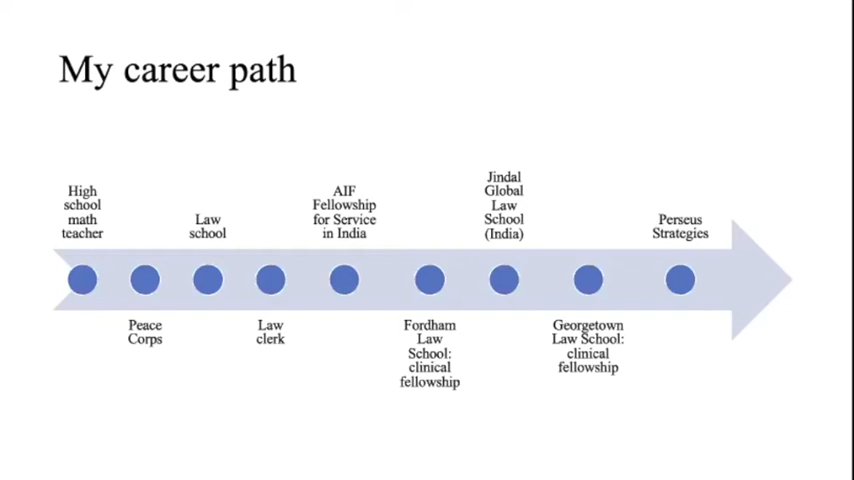 My career path
High
school
math
teacher
Peace
Corps
Law
school
Law
clerk
AIF
Fellowship
for Service
in India
Fordham
Law
School:
clinical
fellowship
Jindal
Global
Law
School
(India)
Georgetown
Law School:
clinical
fellowship
Perseus
Strategies